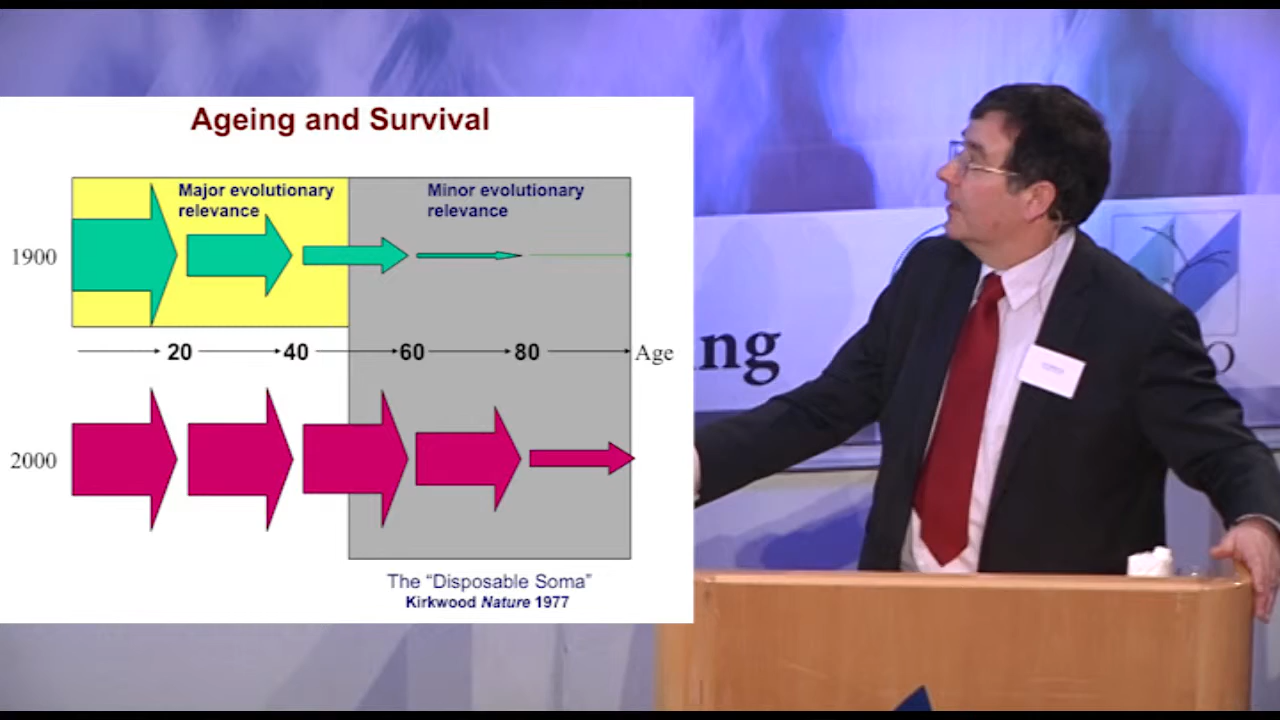 Ageing and Survival
Major evolutionary
relevance
Minor evolutionary
relevance
1900
20
40
60
80
Age
2000
The “Disposable Soma”
Kirkwood Nature 1977
ng
O